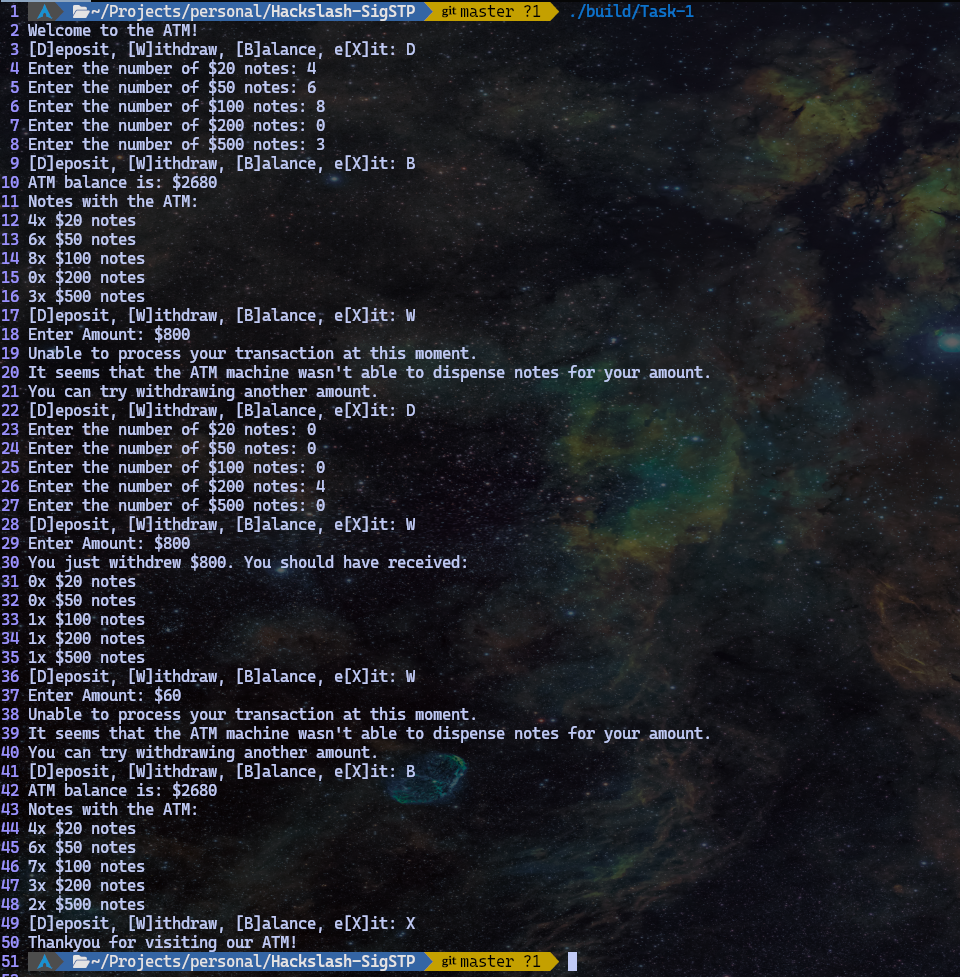 1 ~/Projects/personal/Hackslash-SigSTP git master ?1 ./build/Task-1
2 Welcome to the ATM!
3 [D]eposit, [W]ithdraw, [B]alance, e[X]it: D
4 Enter the number of $20 notes: 4
5 Enter the number of $50 notes: 6
6 Enter the number of $100 notes: 8
7 Enter the number of $200 notes: 0
8 Enter the number of $500 notes: 3
9 [D]eposit, [W]ithdraw, [B]alance, e[X]it: B
10 ATM balance is: $2680
11 Notes with the ATM:
12 4x $20 notes
13 6x $50 notes
14 8x $100 notes
15 0x $200 notes
16 3x $500 notes
17 [D]eposit, [W]ithdraw, [B]alance, e[X]it: W
18 Enter Amount: $800
19 Unable to process your transaction at this moment.
20 It seems that the ATM machine wasn't able to dispense notes for your amount.
21 You can try withdrawing another amount.
22 [D]eposit, [W]ithdraw, [B]alance, e[X]it: D
23 Enter the number of $20 notes: 0
24 Enter the number of $50 notes: 0
25 Enter the number of $100 notes: 0
26 Enter the number of $200 notes: 4
27 Enter the number of $500 notes: 0
28 [D]eposit, [W]ithdraw, [B]alance, e[X]it: W
29 Enter Amount: $800
30 You just withdrew $800. You should have received:
31 0x $20 notes
32 0x $50 notes
33 1x $100 notes
34 1x $200 notes
35 1x $500 notes
36 [D]eposit, [W]ithdraw, [B]alance, e[X]it: W
37 Enter Amount: $60
38 Unable to process your transaction at this moment.
39 It seems that the ATM machine wasn't able to dispense notes for your amount.
40 You can try withdrawing another amount.
41 [D]eposit, [W]ithdraw, [B]alance, e[X]it: B
42 ATM balance is: $2680
43 Notes with the ATM:
44 4x $20 notes
45 6x $50 notes
46 7x $100 notes
47 3x $200 notes
48 2x $500 notes
49 [D]eposit, [W]ithdraw, [B]alance, e[X]it: X
50 Thankyou for visiting our ATM!
51 ~/Projects/personal/Hackslash-SigSTP git master ?1